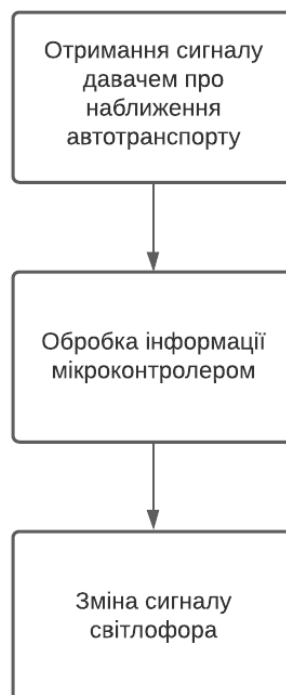 Отримання сигналу
давачем про
наближення
автотранспорту
Обробка інформації
мікроконтролером
Зміна сигналу
світлофора